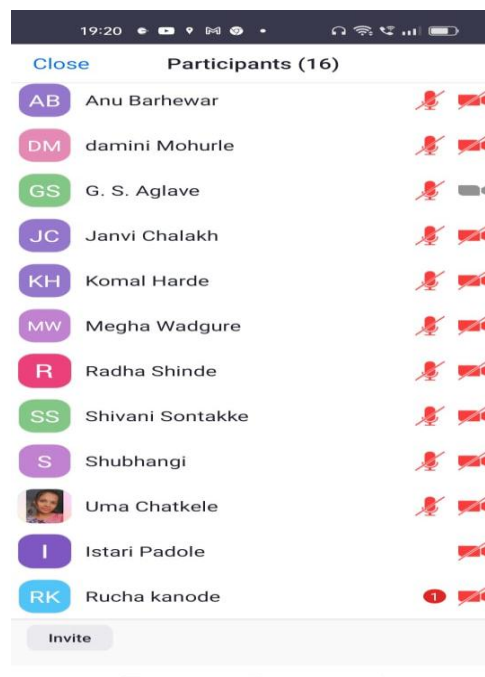 19:20
Close Participants (16)
AB Anu Barhewar
DM damini Mohurle
GS G. S. Aglave
JC Janvi Chalakh
KH Komal Harde
MW Megha Wadgure
R Radha Shinde
SS Shivani Sontakke
S Shubhangi
Uma Chatkele
I Istari Padole
RK Rucha kanode 1
Invite